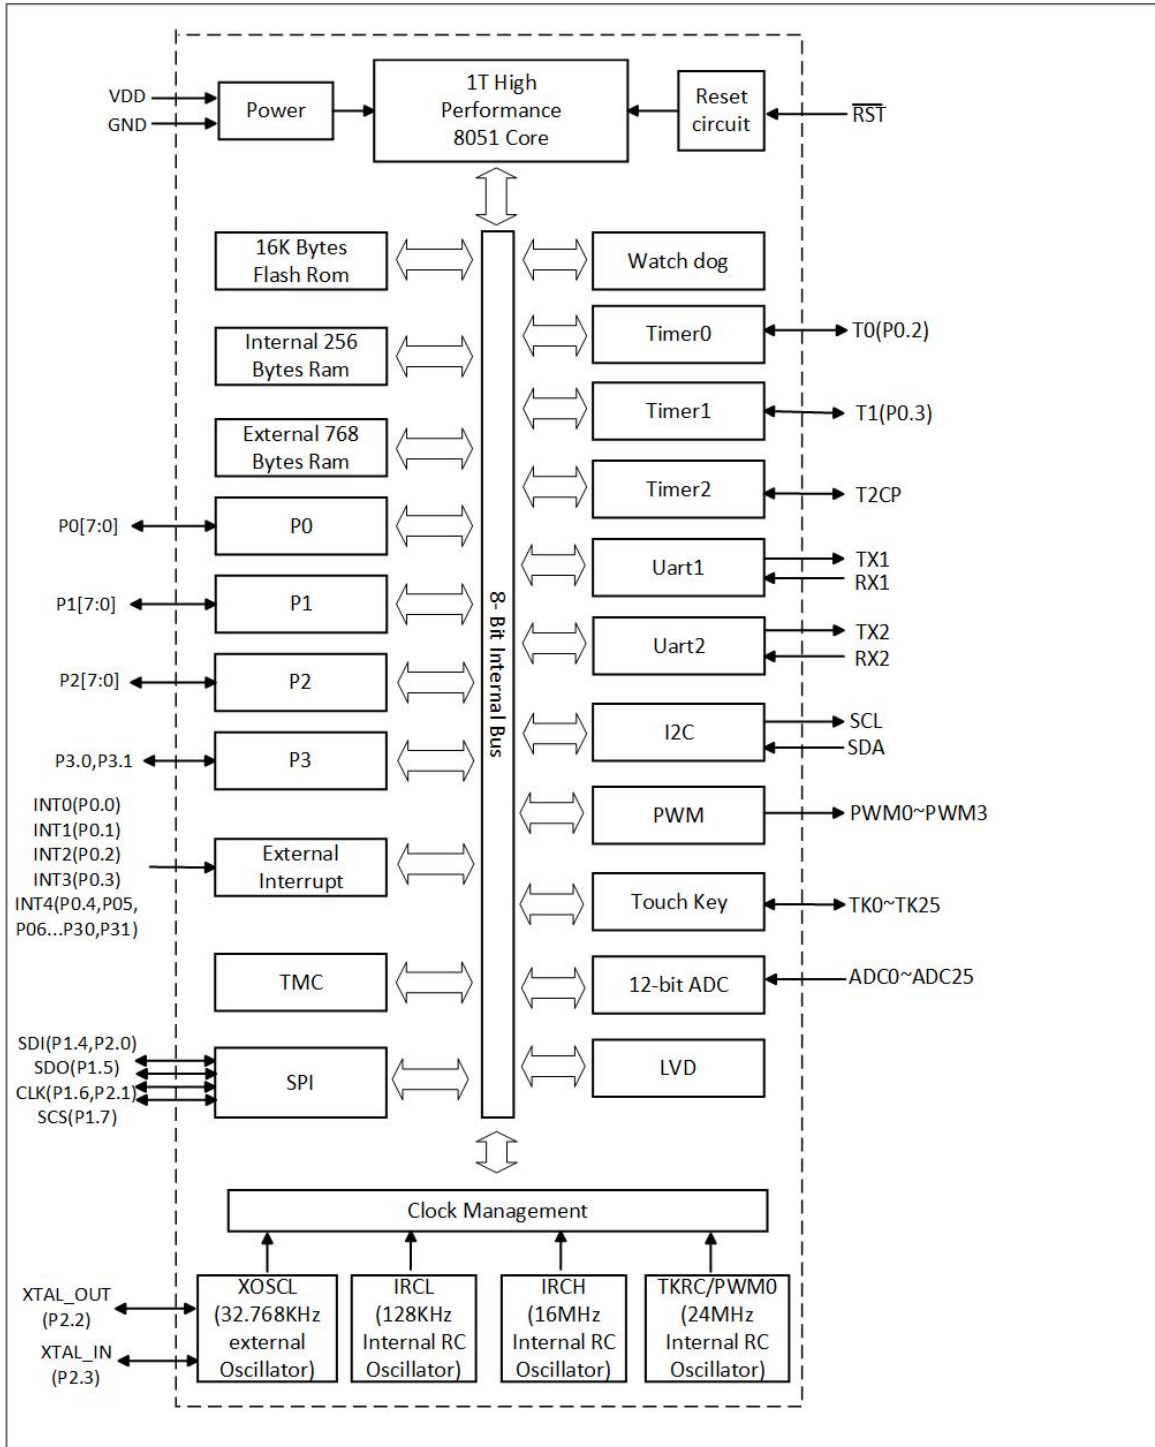 VDD
GND
Power
1T High
Performance
8051 Core
Reset
circuit
RST
16K Bytes
Flash Rom
Watch dog
Internal 256
Bytes Ram
Timer0
T0(P0.2)
External 768
Bytes Ram
Timer1
T1(P0.3)
Timer2
T2CP
P0[7:0]
P0
Uart1
TX1
RX1
P1[7:0]
P1
8- Bit Internal Bus
Uart2
TX2
RX2
P2[7:0]
P2
I2C
SCL
SDA
P3.0,P3.1
P3
PWM
PWM0~PWM3
INT0(P0.0)
INT1(P0.1)
INT2(P0.2)
INT3(P0.3)
INT4(P0.4,P05,
P06...P30,P31)
External
Interrupt
Touch Key
TK0~TK25
TMC
12-bit ADC
ADC0~ADC25
SDI(P1.4,P2.0)
SDO(P1.5)
CLK(P1.6,P2.1)
SCS(P1.7)
SPI
LVD
Clock Management
XTAL_OUT
(P2.2)
XTAL_IN
(P2.3)
XOSCL
(32.768KHz
external
Oscillator)
IRCL
(128KHz
Internal RC
Oscillator)
IRCH
(16MHz
Internal RC
Oscillator)
TKRC/PWM0
(24MHz
Internal RC
Oscillator)